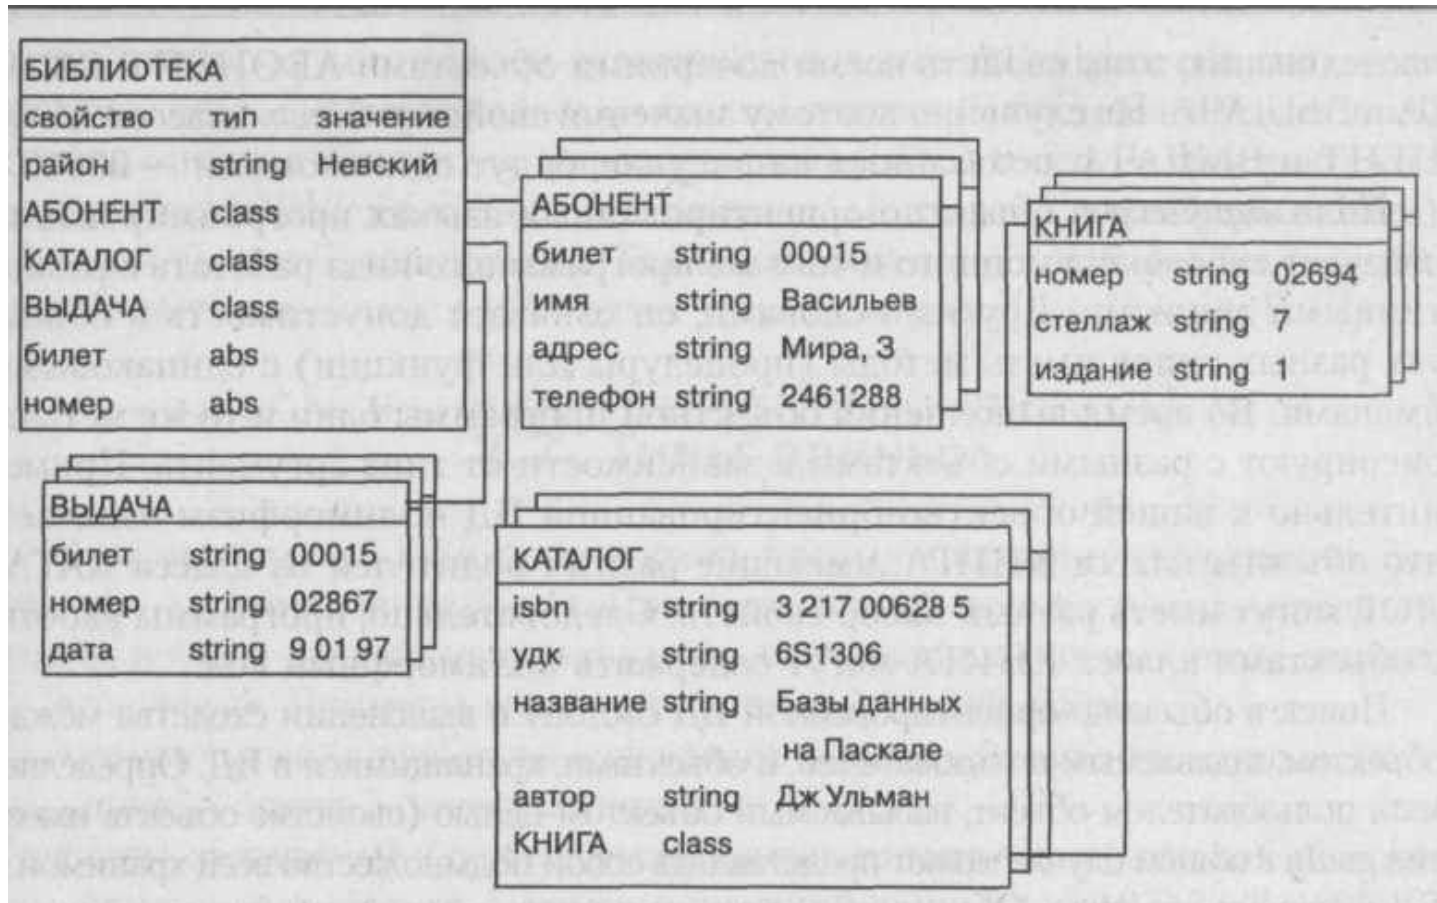 БИБЛИОТЕКА
свойство тип значение
район string Невский
АБОНЕНТ class
КАТАЛОГ class
ВЫДАЧА class
билет abs
номер abs
АБОНЕНТ
билет string 00015
имя string Васильев
адрес string Мира, 3
телефон string 2461288
КНИГА
номер string 02694
стеллаж string 7
издание string 1
ВЫДАЧА
билет string 00015
номер string 02867
дата string 9 01 97
КАТАЛОГ
isbn string 3 217 00628 5
удк string 6S1306
название string Базы данных
на Паскале
автор string Дж Ульман
КНИГА class